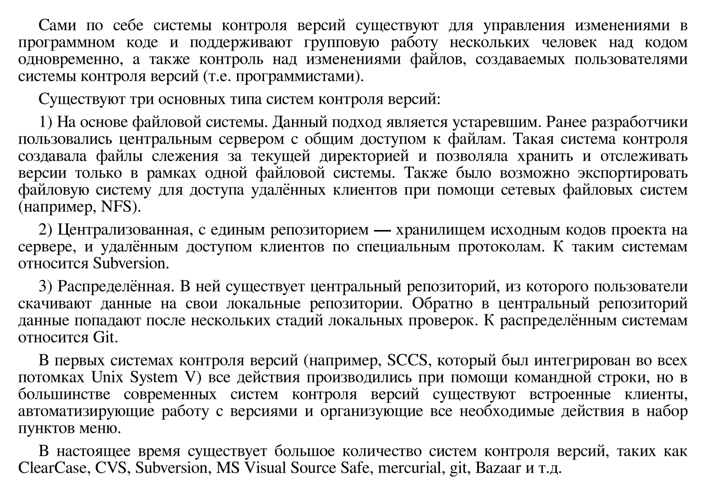 Сами по себе системы контроля версий существуют для управления изменениями в
программном коде и поддерживают групповую работу нескольких человек над кодом
одновременно, а также контроль над изменениями файлов, создаваемых пользователями
системы контроля версий (т.е. программистами).
Существуют три основных типа систем контроля версий:
1) На основе файловой системы. Данный подход является устаревшим. Ранее разработчики
пользовались центральным сервером с общим доступом к файлам. Такая система контроля
создавала файлы слежения за текущей директорией и позволяла хранить и отслеживать
версии только в рамках одной файловой системы. Также было возможно экспортировать
файловую систему для доступа удалённых клиентов при помощи сетевых файловых систем
(например, NFS).
2) Централизованная, с единым репозиторием — хранилищем исходным кодов проекта на
сервере, и удалённым доступом клиентов по специальным протоколам. К таким системам
относится Subversion.
3) Распределённая. В ней существует центральный репозиторий, из которого пользователи
скачивают данные на свои локальные репозитории. Обратно в центральный репозиторий
данные попадают после нескольких стадий локальных проверок. К распределённым системам
относится Git.
В первых системах контроля версий (например, SCCS, который был интегрирован во всех
потомках Unix System V) все действия производились при помощи командной строки, но в
большинстве современных систем контроля версий существуют встроенные клиенты,
автоматизирующие работу с версиями и организующие все необходимые действия в набор
пунктов меню.
В настоящее время существует большое количество систем контроля версий, таких как
ClearCase, CVS, Subversion, MS Visual Source Safe, mercurial, git, Bazaar и т.д.